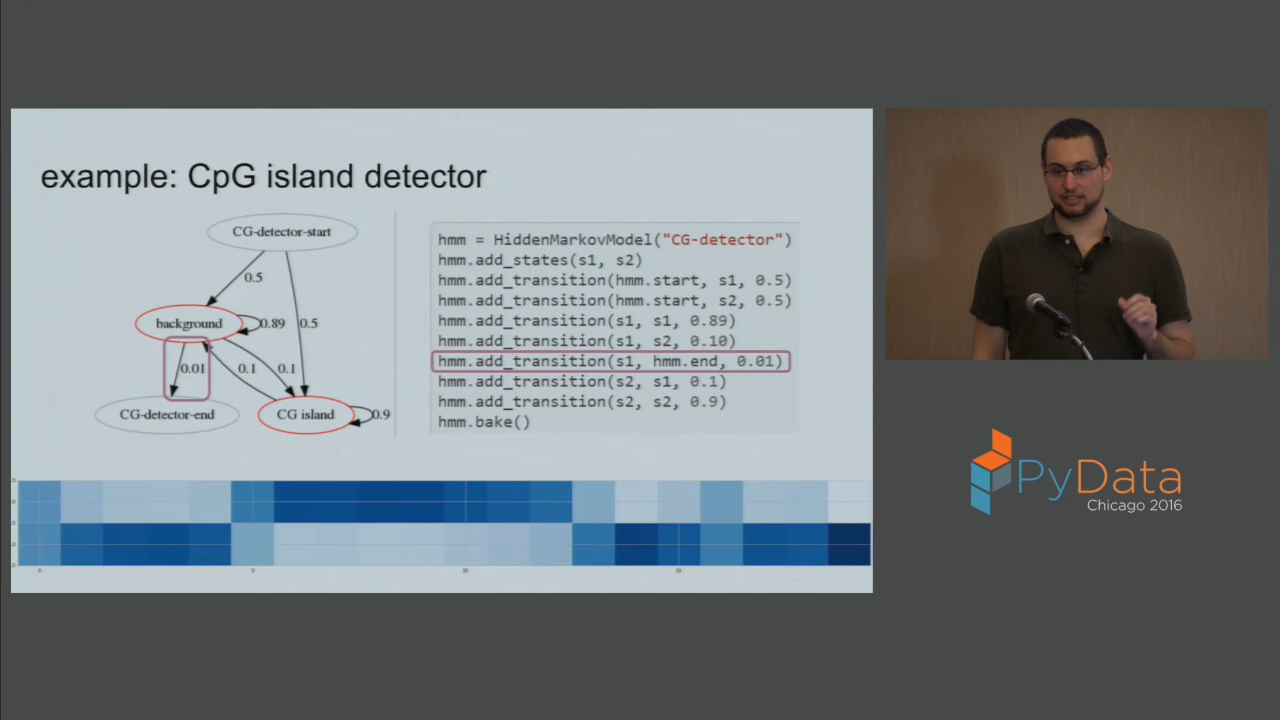 example: CpG island detector
CG-detector-start
0.5
background
0.89
0.5
0.01
0.1
0.1
CG-detector-end
CG island
0.9
hmm = HiddenMarkovModel("CG-detector")
hmm.add_states(s1, s2)
hmm.add_transition(hmm.start, s1, 0.5)
hmm.add_transition(hmm.start, s2, 0.5)
hmm.add_transition(s1, s1, 0.89)
hmm.add_transition(s1, s2, 0.10)
hmm.add_transition(s1, hmm.end, 0.01)
hmm.add_transition(s2, s1, 0.1)
hmm.add_transition(s2, s2, 0.9)
hmm.bake()
0
5
10
15
PyData
Chicago 2016